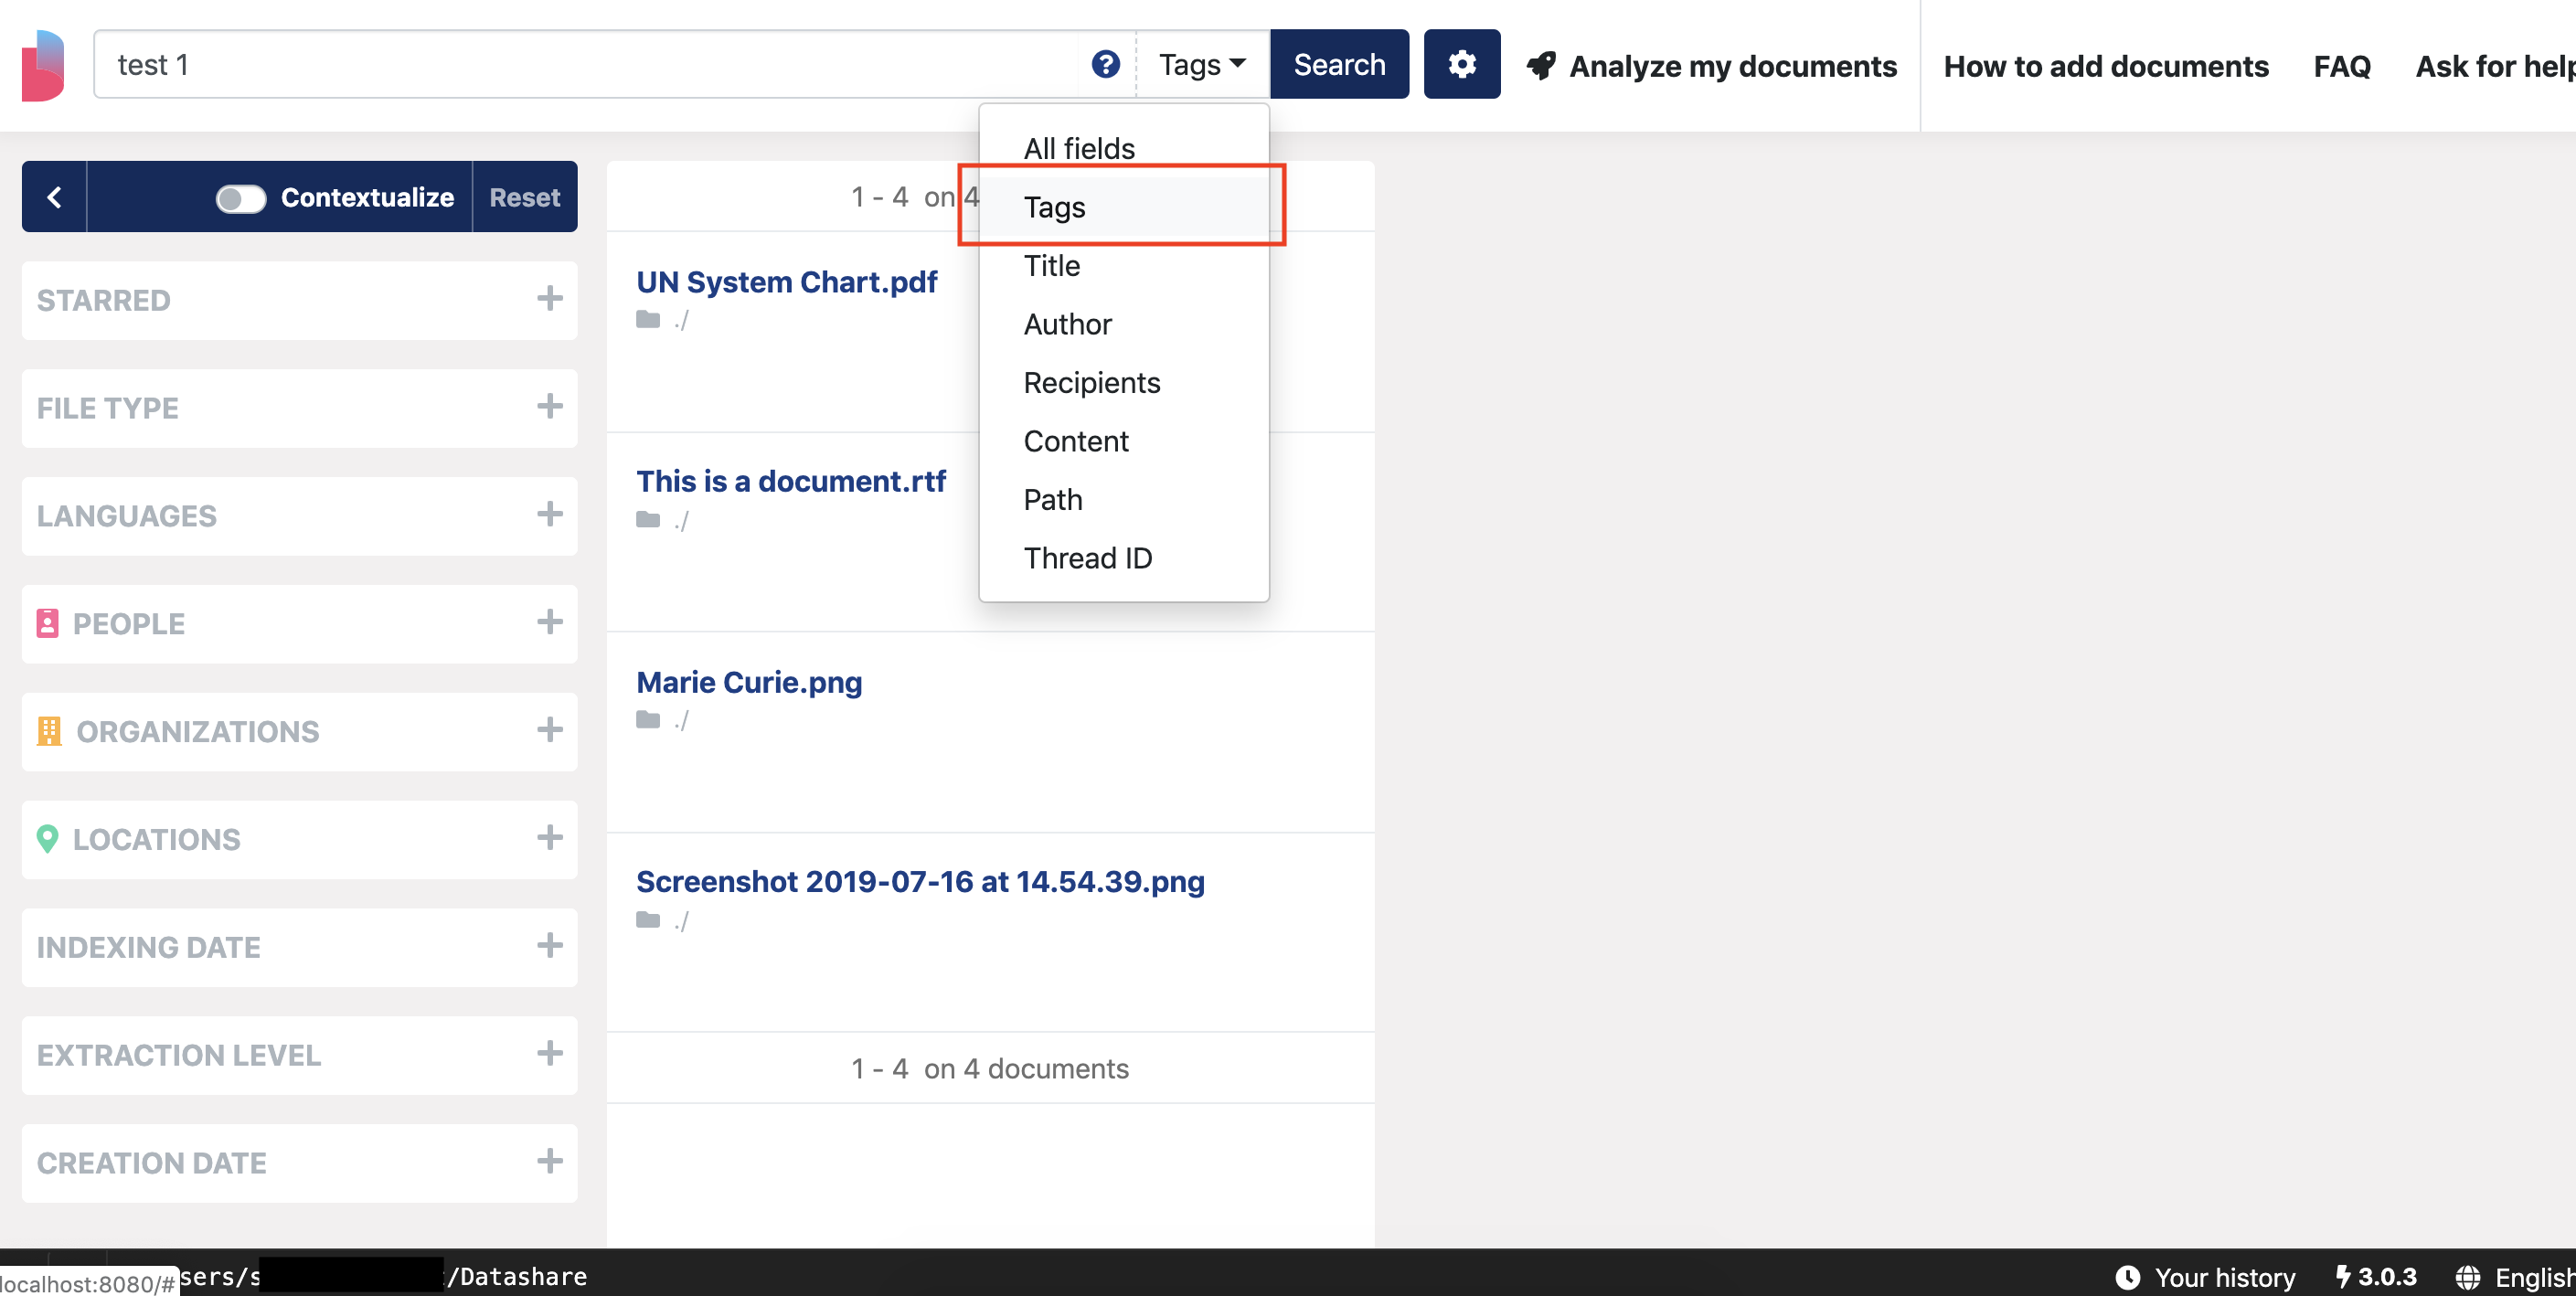 test 1
?
Tags
Search
Analyze my documents
How to add documents
FAQ
Ask for help
Contextualize
Reset
STARRED
FILE TYPE
LANGUAGES
PEOPLE
ORGANIZATIONS
LOCATIONS
INDEXING DATE
EXTRACTION LEVEL
CREATION DATE
1 - 4 on 4
All fields
Tags
Title
Author
Recipients
Content
Path
Thread ID
UN System Chart.pdf
./
This is a document.rtf
./
Marie Curie.png
./
Screenshot 2019-07-16 at 14.54.39.png
./
1 - 4 on 4 documents
localhost:8080/#
sers/s
/Datashare
Your history
3.0.3
English